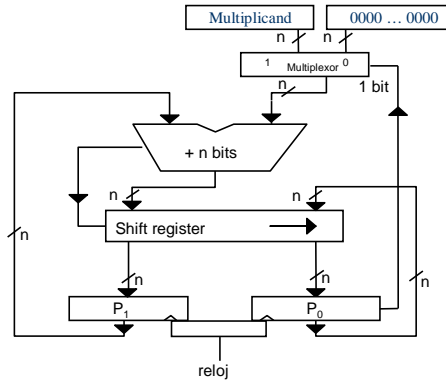 Multiplicand
0000 … 0000
n
n
1 Multiplexor 0
n
1 bit
+ n bits
n
n
n
n
Shift register
n
n
P1
P0
reloj